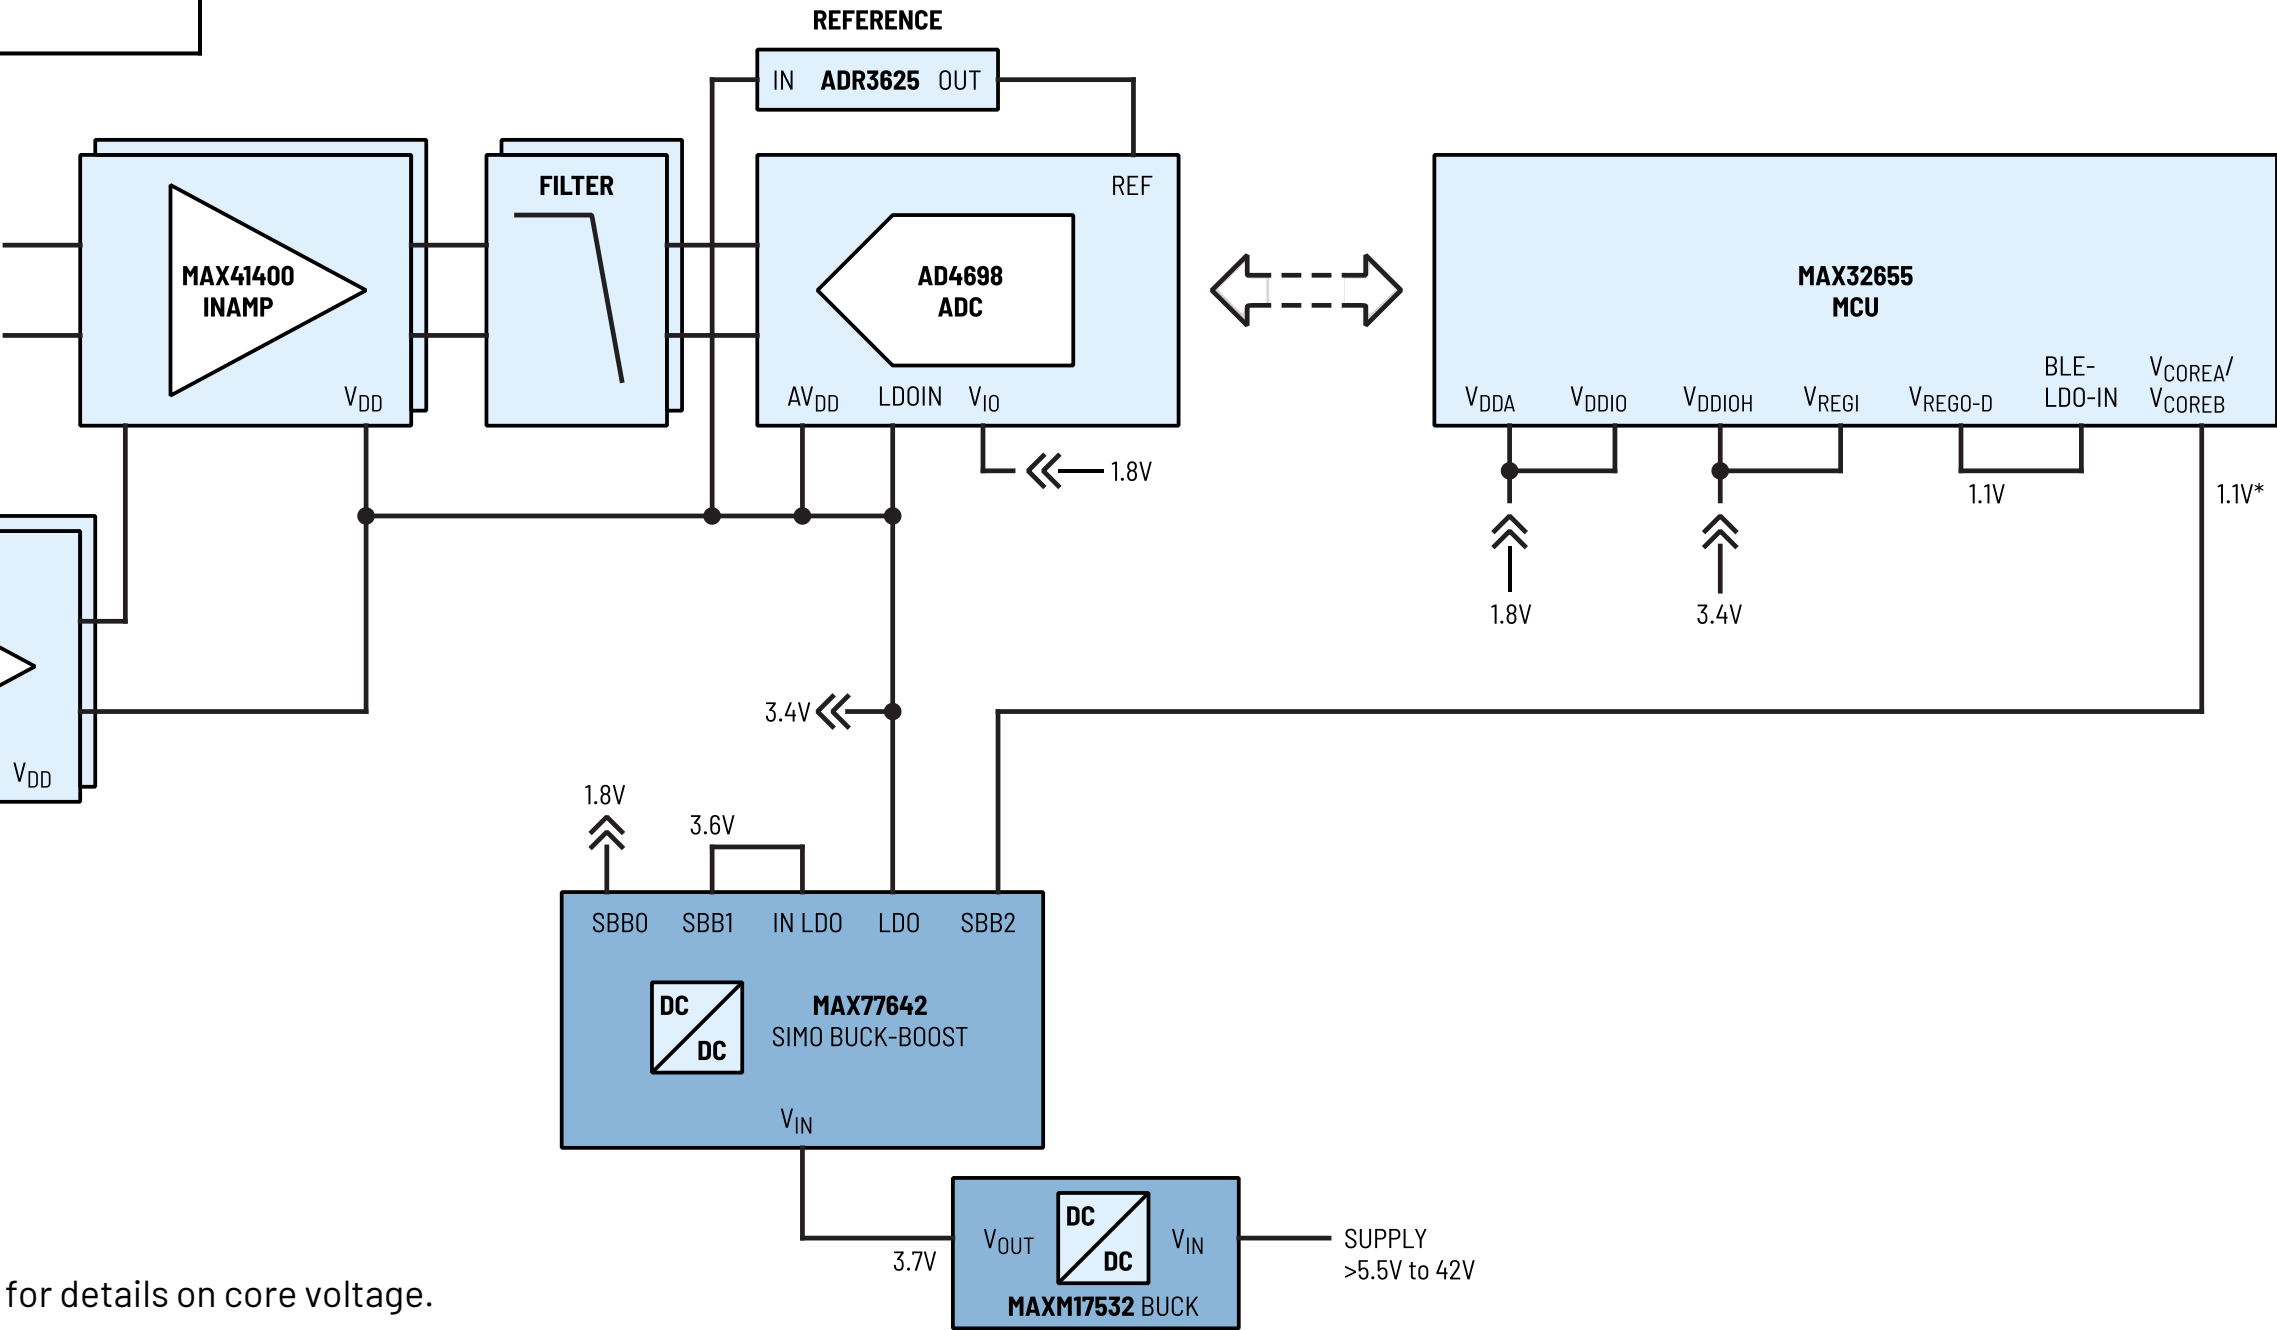 REFERENCE
IN ADR3625 OUT
FILTER
REF
MAX41400
INAMP
AD4698
ADC
MAX32655
MCU
VDD
AVDD LDOIN VIO
VDDA VDDIO VDDIOH VREGI VREGO-D
BLE-
LDO-IN
VCOREA/
VCOREB
1.8V
1.1V
1.1V*
1.8V
3.4V
3.4V
VDD
1.8V
3.6V
SBB0 SBB1 IN LDO LDO SBB2
DC
DC
MAX77642
SIMO BUCK-BOOST
VIN
3.7V
VOUT
DC
DC
VIN
MAXM17532 BUCK
SUPPLY
>5.5V to 42V
for details on core voltage.